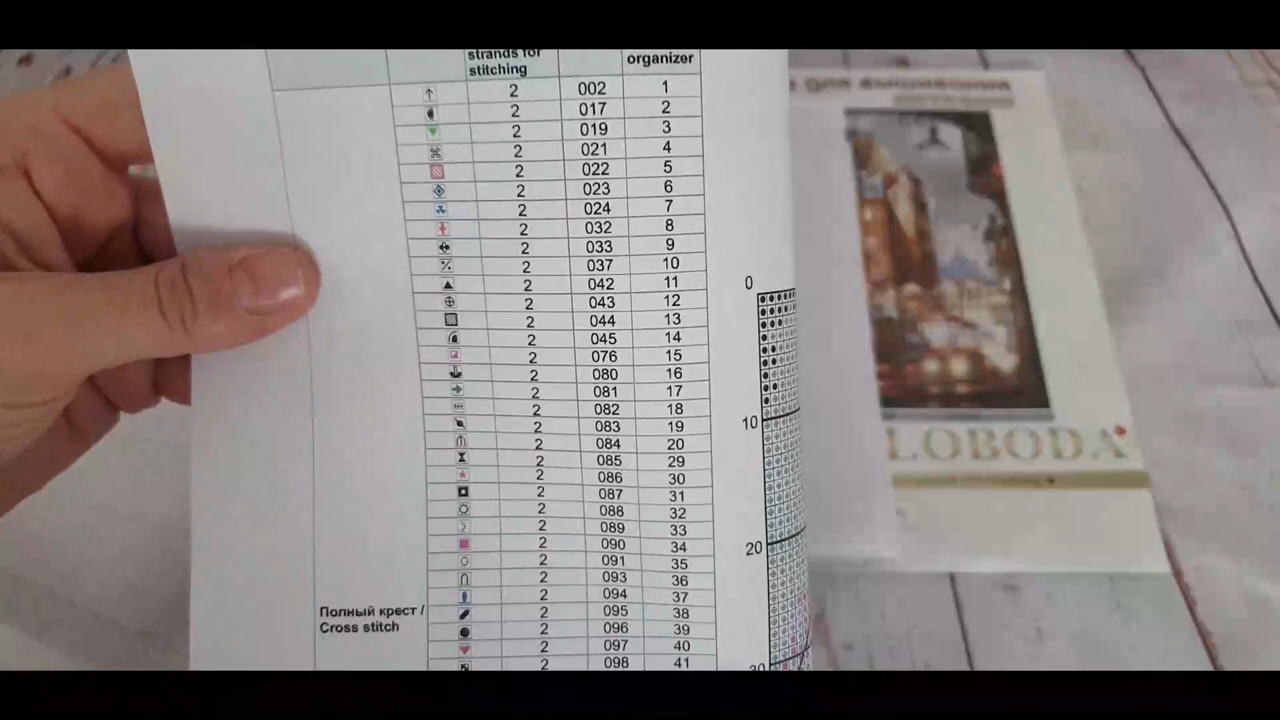 strands for
stitching
organizer
2 002 1
2 017 2
2 019 3
2 021 4
2 022 5
2 023 6
2 024 7
2 032 8
2 033 9
2 037 10
2 042 11
2 043 12
2 044 13
2 045 14
2 076 15
2 080 16
2 081 17
2 082 18
2 083 19
2 084 20
2 085 29
2 086 30
2 087 31
2 088 32
2 089 33
2 090 34
2 091 35
2 093 36
2 094 37
2 095 38
2 096 39
2 097 40
2 098 41
Полный крест /
Cross stitch
0
10
20
30
для вышивания
LOBODA